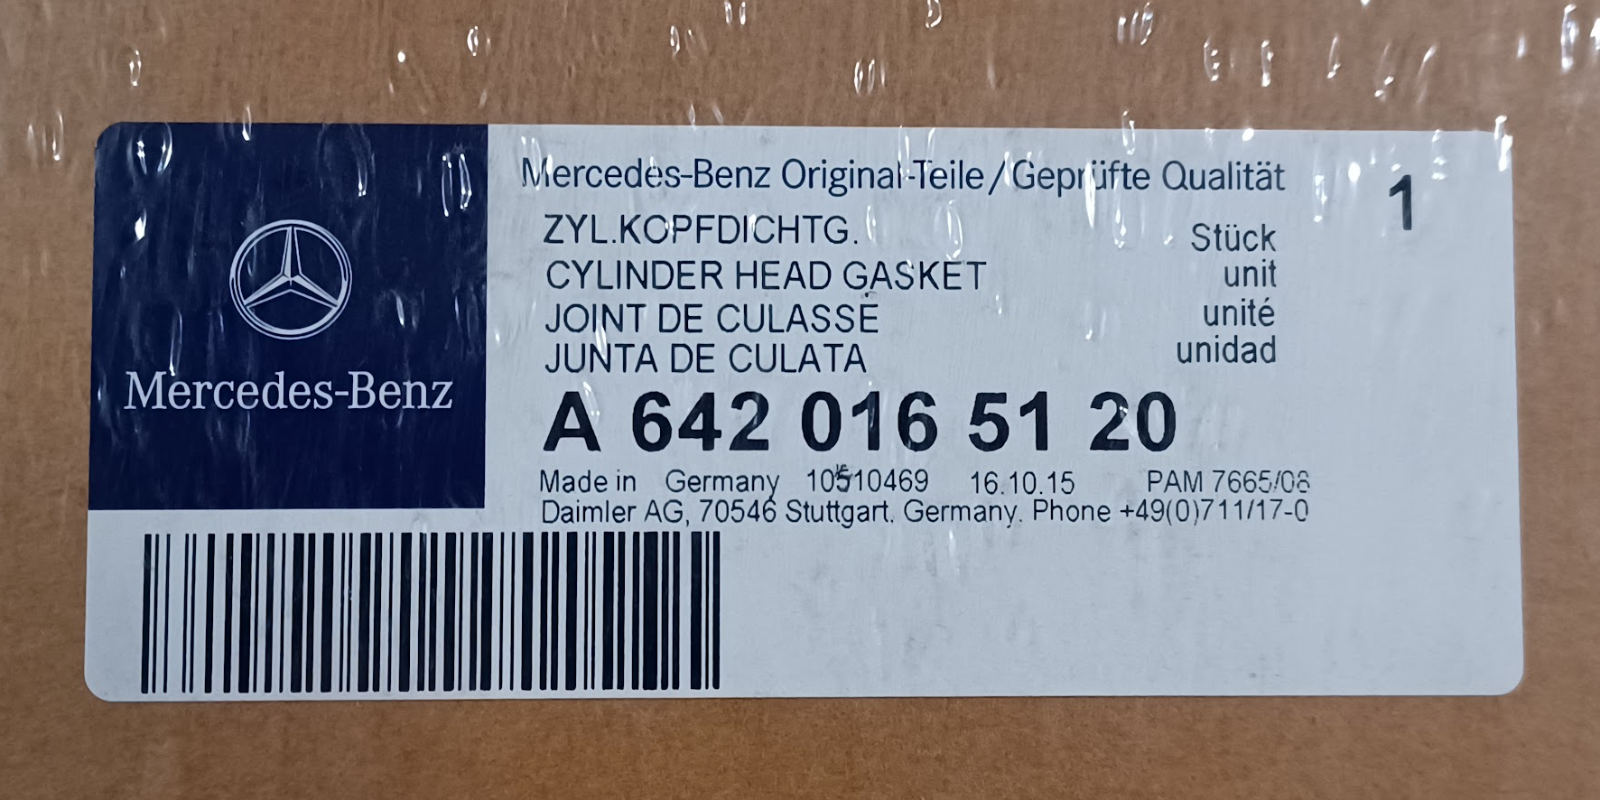 Mercedes-Benz
Mercedes-Benz Original-Teile/Geprüfte Qualität
1
ZYL.KOPFDICHTG.
Stück
CYLINDER HEAD GASKET
unit
JOINT DE CULASSE
unité
JUNTA DE CULATA
unidad
A 642 016 51 20
Made in Germany 10510469 16.10.15 PAM 7665/08
Daimler AG, 70546 Stuttgart. Germany. Phone +49(0)711/17-0